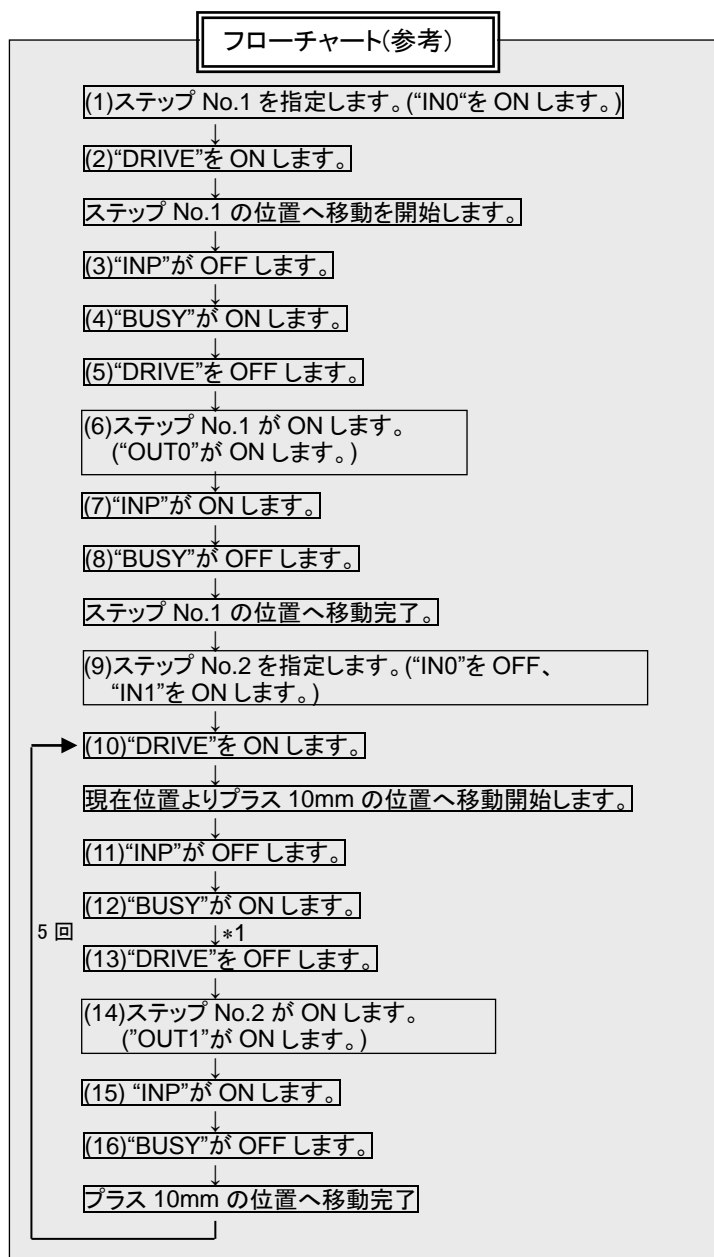 フローチャート(参考)
(1)ステップ No.1 を指定します。(“IN0“を ON します。)
↓
(2)“DRIVE”を ON します。
↓
ステップ No.1 の位置へ移動を開始します。
↓
(3)“INP”が OFF します。
↓
(4)“BUSY”が ON します。
↓
(5)“DRIVE”を OFF します。
↓
(6)ステップ No.1 が ON します。
(“OUT0”が ON します。)
↓
(7)“INP”が ON します。
↓
(8)“BUSY”が OFF します。
↓
ステップ No.1 の位置へ移動完了。
↓
(9)ステップ No.2 を指定します。(“IN0”を OFF、
“IN1”を ON します。)
↓
(10)“DRIVE”を ON します。
↓
現在位置よりプラス 10mm の位置へ移動開始します。
↓
(11)“INP”が OFF します。
↓
(12)“BUSY”が ON します。
5 回
↓*1
(13)“DRIVE”を OFF します。
↓
(14)ステップ No.2 が ON します。
(”OUT1”が ON します。)
↓
(15) “INP”が ON します。
↓
(16)“BUSY”が OFF します。
↓
プラス 10mm の位置へ移動完了